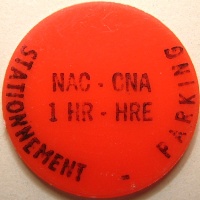 NAC - CNA
1 HR - HRE
STATIONNEMENT - PARKING